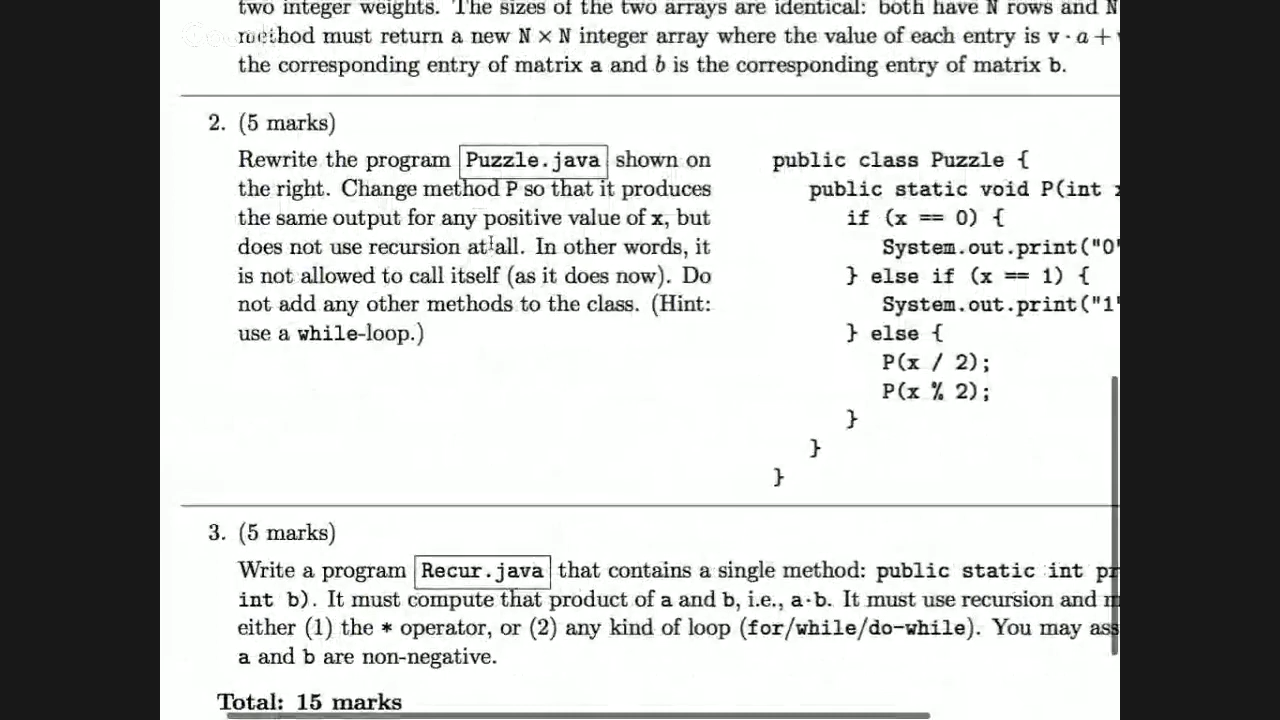 two integer weights. The sizes of the two arrays are identical: both have N rows and N
method must return a new N × N integer array where the value of each entry is v · a +
the corresponding entry of matrix a and b is the corresponding entry of matrix b.
2. (5 marks)
Rewrite the program Puzzle.java shown on
the right. Change method P so that it produces
the same output for any positive value of x, but
does not use recursion at all. In other words, it
is not allowed to call itself (as it does now). Do
not add any other methods to the class. (Hint:
use a while-loop.)
public class Puzzle {
public static void P(int
if (x == 0) {
System.out.print("0"
} else if (x == 1) {
System.out.print("1"
} else {
P(x / 2);
P(x % 2);
}
}
}
3. (5 marks)
Write a program Recur.java that contains a single method: public static int pr
int b). It must compute that product of a and b, i.e., a·b. It must use recursion and
either (1) the * operator, or (2) any kind of loop (for/while/do-while). You may ass
a and b are non-negative.
Total: 15 marks